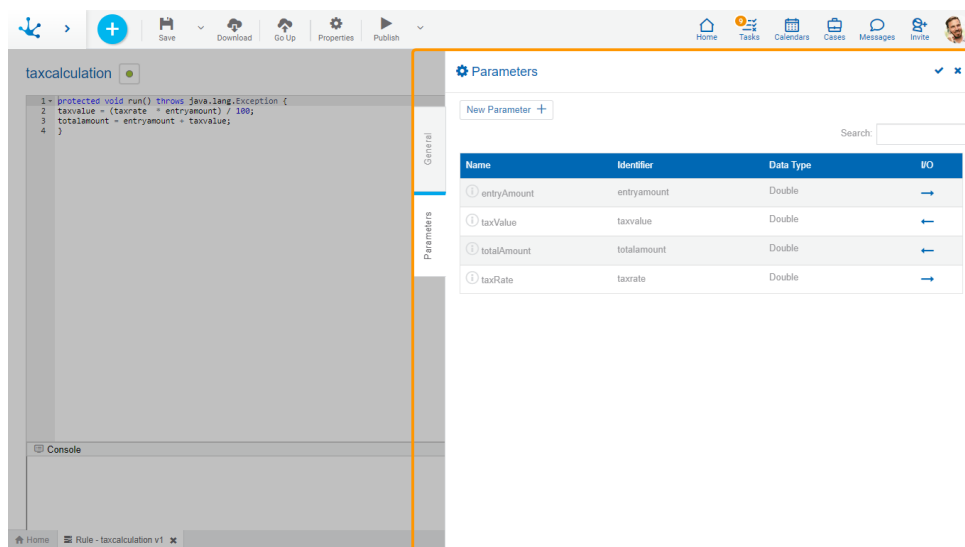 Save
Download
Go Up
Properties
Publish
Home
9
Tasks
Calendars
Cases
Messages
Invite
taxcalculation
1 protected void run() throws java.lang.Exception {
2 taxvalue = (taxrate * entryamount) / 100;
3 totalamount = entryamount + taxvalue;
4 }
Console
Home
Rule - taxcalculation v1
General
Parameters
Parameters
New Parameter +
Search:
Name Identifier Data Type I/O
entryAmount entryamount Double →
taxValue taxvalue Double ←
totalAmount totalamount Double ←
taxRate taxrate Double →